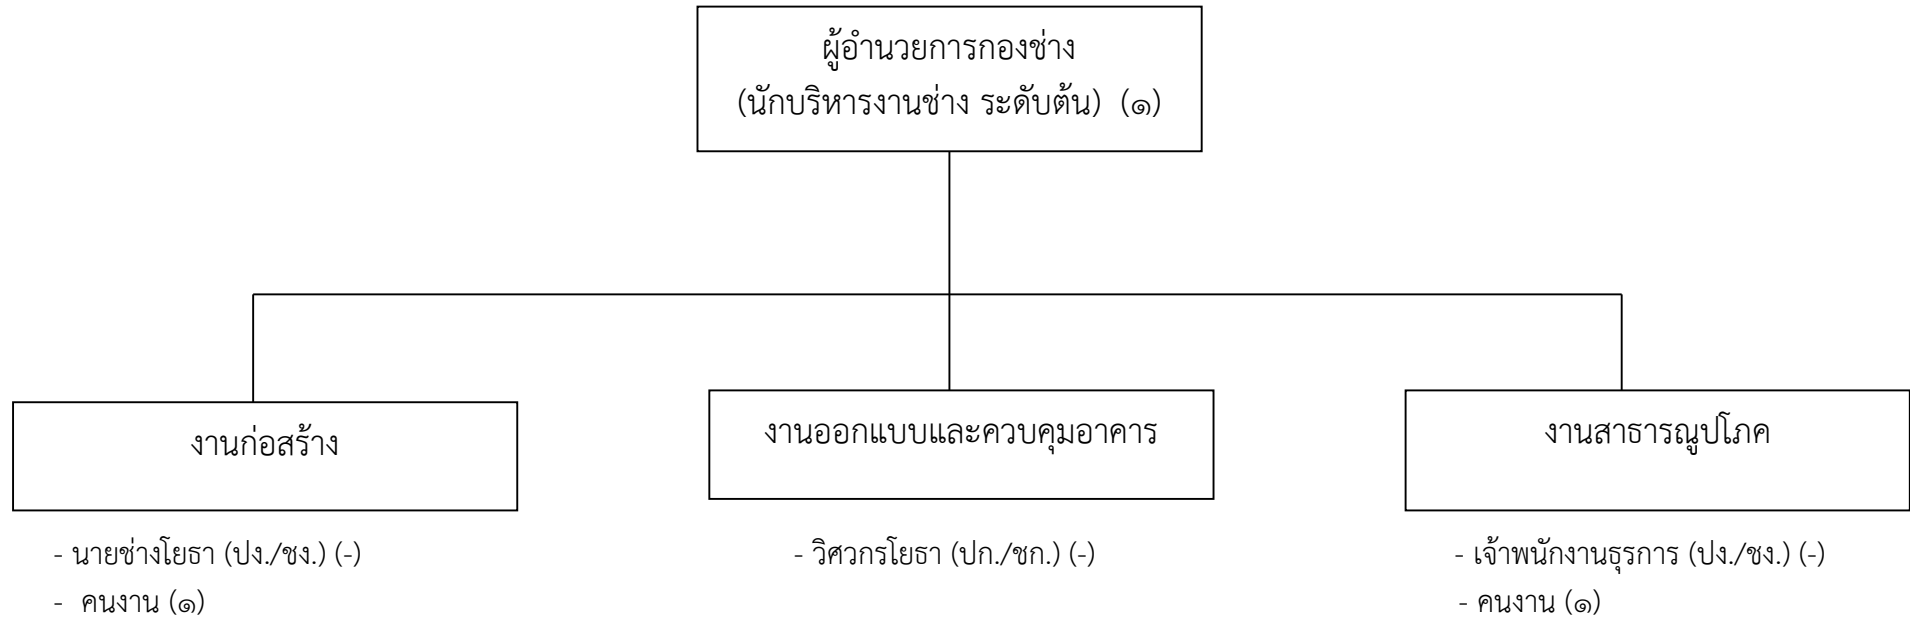 ผู้อำนวยการกองช่าง
(นักบริหารงานช่าง ระดับต้น) (๑)
งานก่อสร้าง
- นายช่างโยธา (ปง./ชง.) (-)
- คนงาน (๑)
งานออกแบบและควบคุมอาคาร
- วิศวกรโยธา (ปก./ชก.) (-)
งานสาธารณูปโภค
- เจ้าพนักงานธุรการ (ปง./ชง.) (-)
- คนงาน (๑)